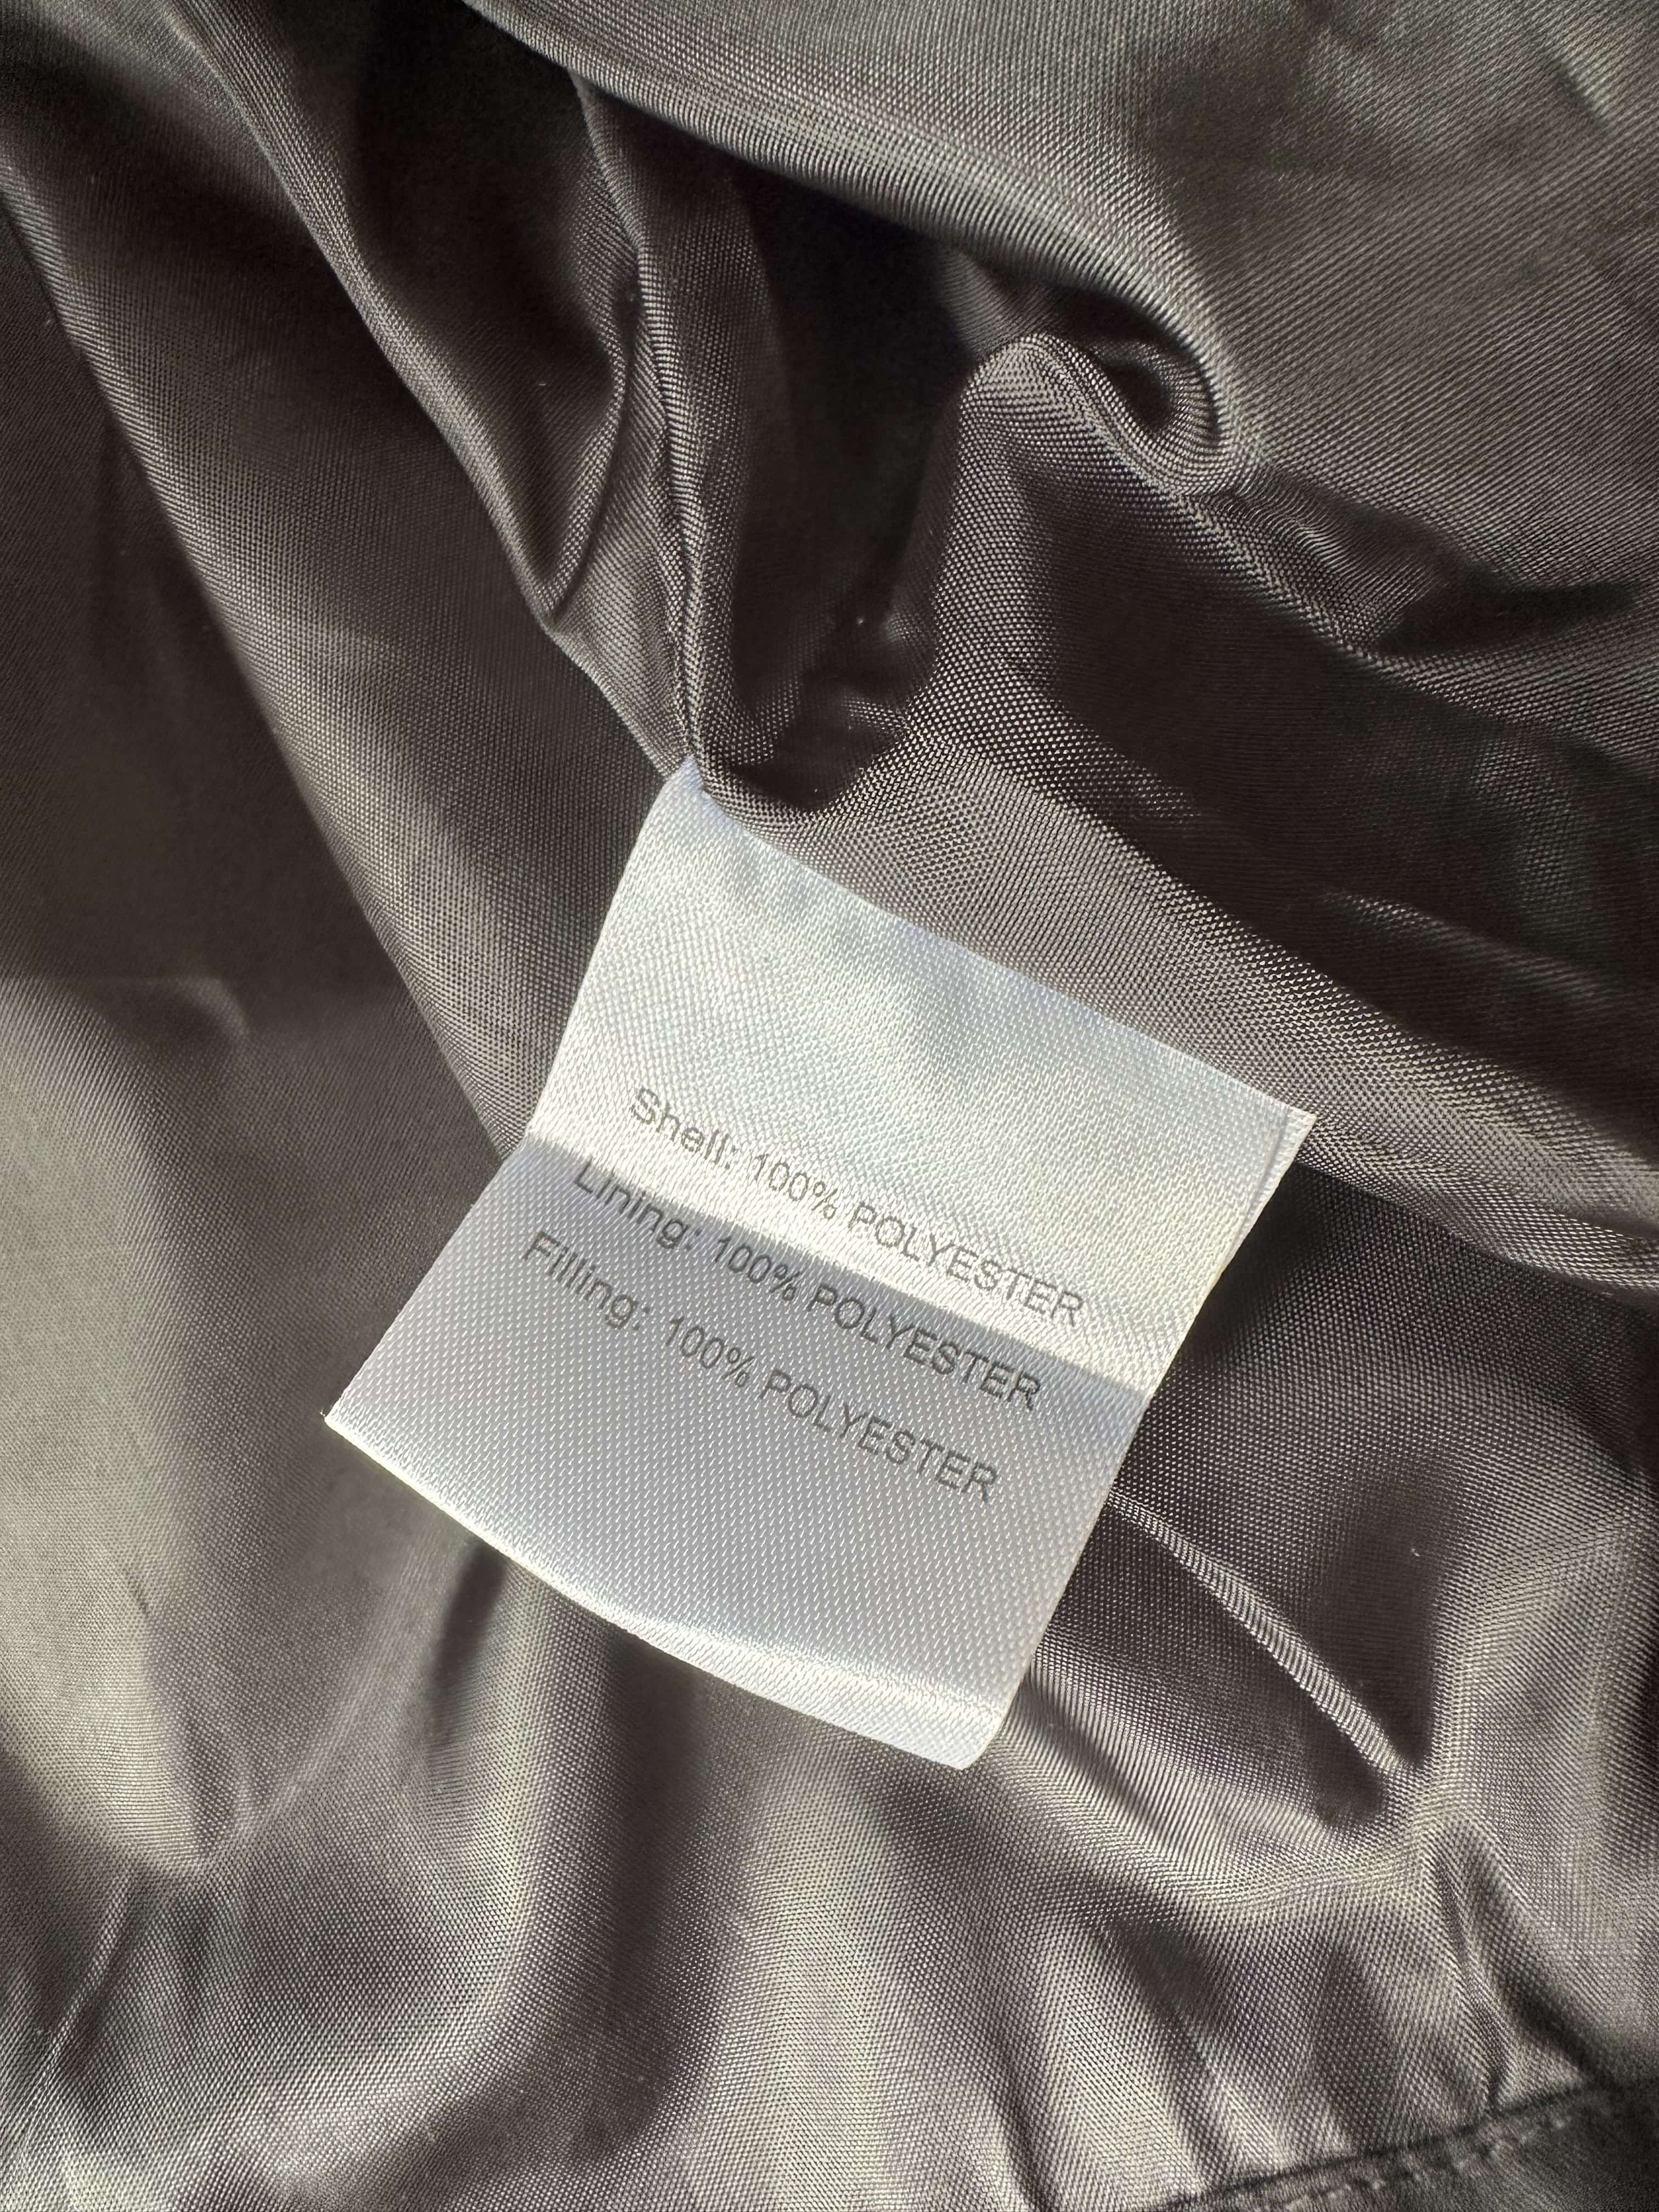 Shell: 100% POLYESTER
Lining: 100% POLYESTER
Filling: 100% POLYESTER